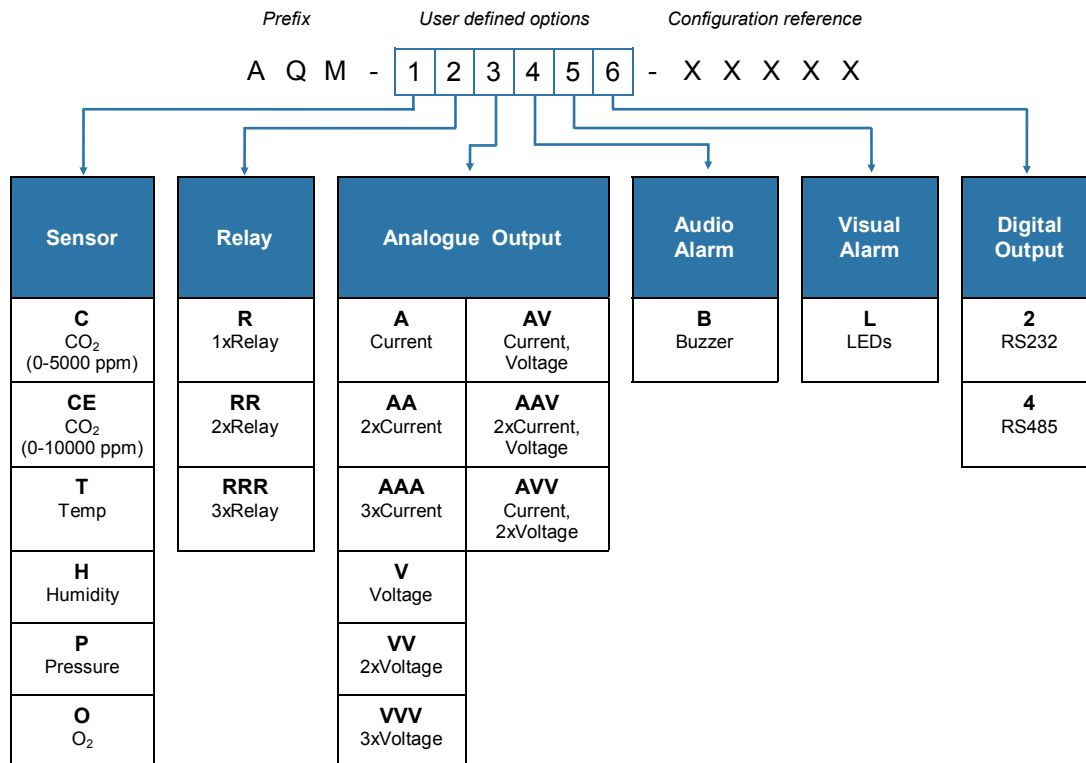 Prefix User defined options Configuration reference
A Q M - 1 2 3 4 5 6 - X X X X X
Sensor
C
CO₂
(0-5000 ppm)
CE
CO₂
(0-10000 ppm)
T
Temp
H
Humidity
P
Pressure
O
O₂
Relay
R
1xRelay
RR
2xRelay
RRR
3xRelay
Analogue Output
A
Current
AA
2xCurrent
AAA
3xCurrent
V
Voltage
VV
2xVoltage
VVV
3xVoltage
AV
Current,
Voltage
AAV
2xCurrent,
Voltage
AVV
Current,
2xVoltage
Audio
Alarm
B
Buzzer
Visual
Alarm
L
LEDs
Digital
Output
2
RS232
4
RS485